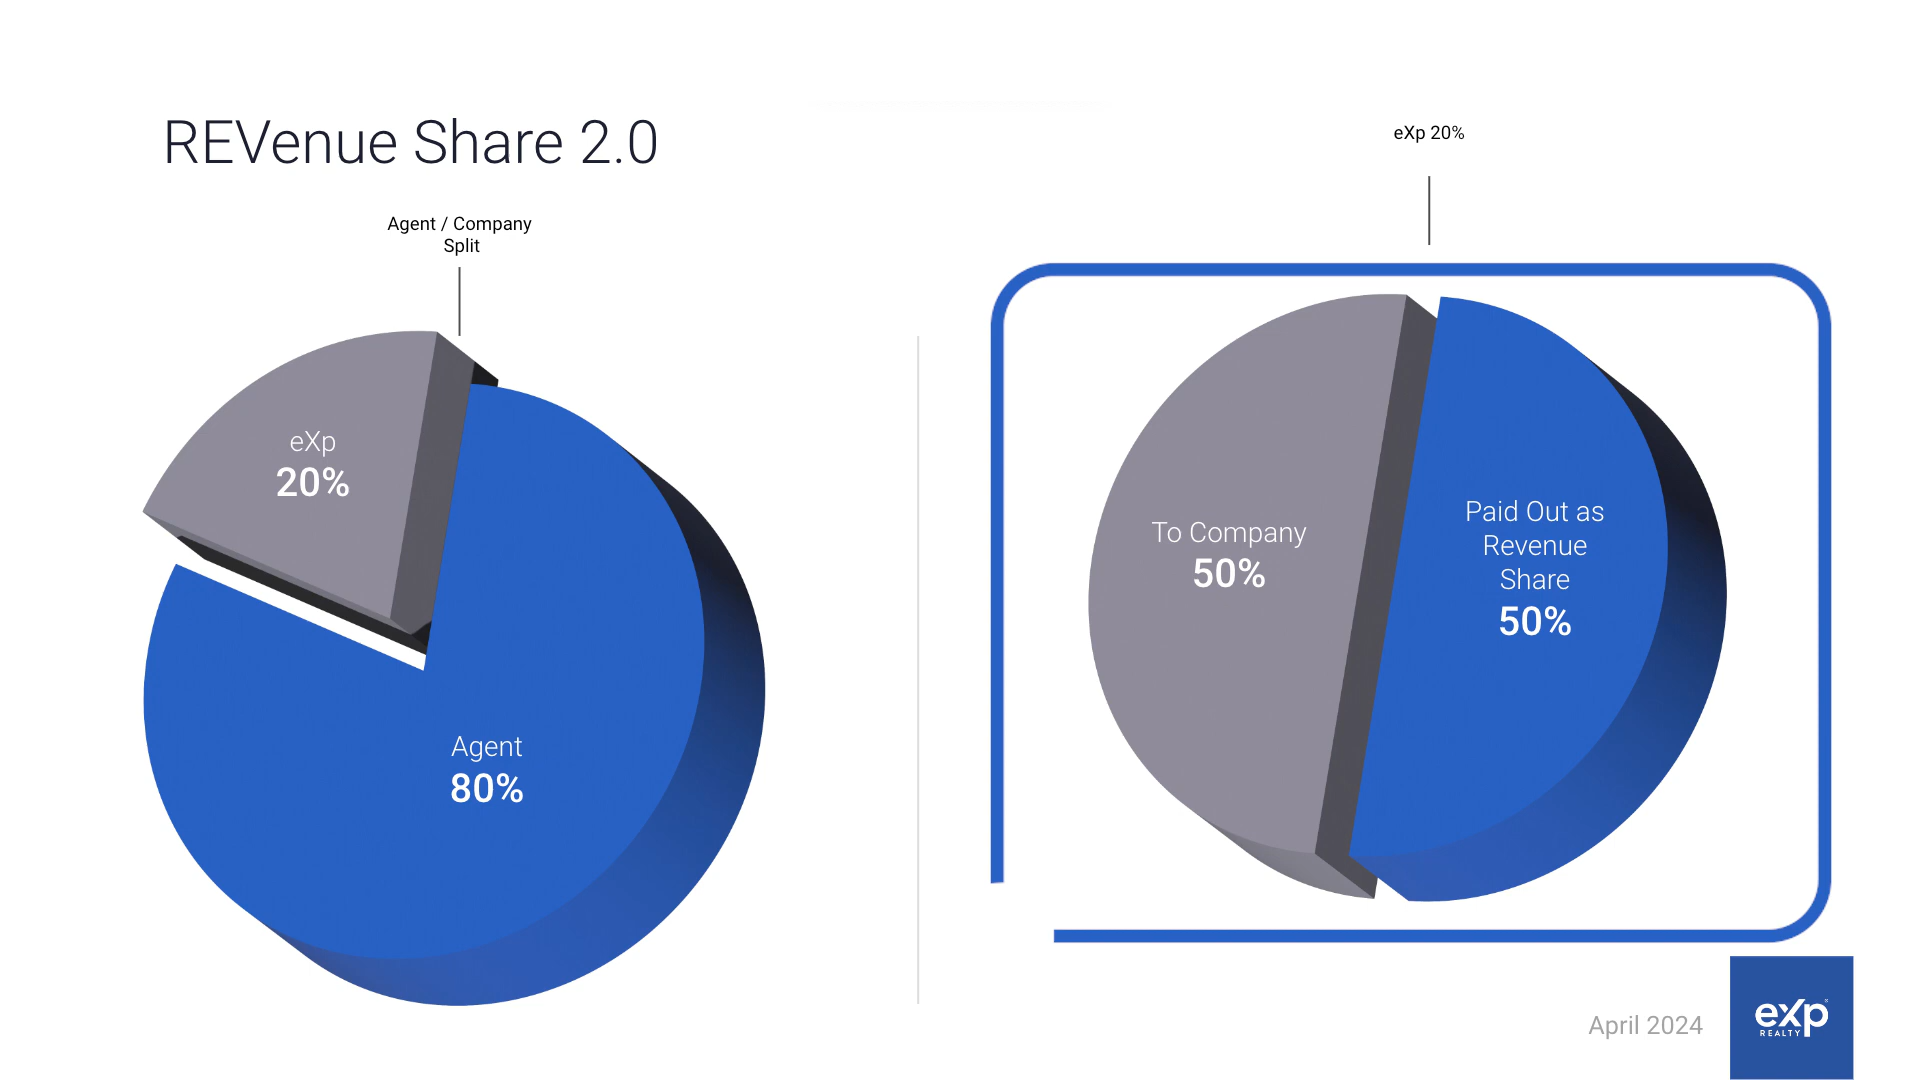 REVenue Share 2.0
Agent / Company
Split
eXp
20%
Agent
80%
eXp 20%
To Company
50%
Paid Out as
Revenue
Share
50%
April 2024
eXp
REALTY